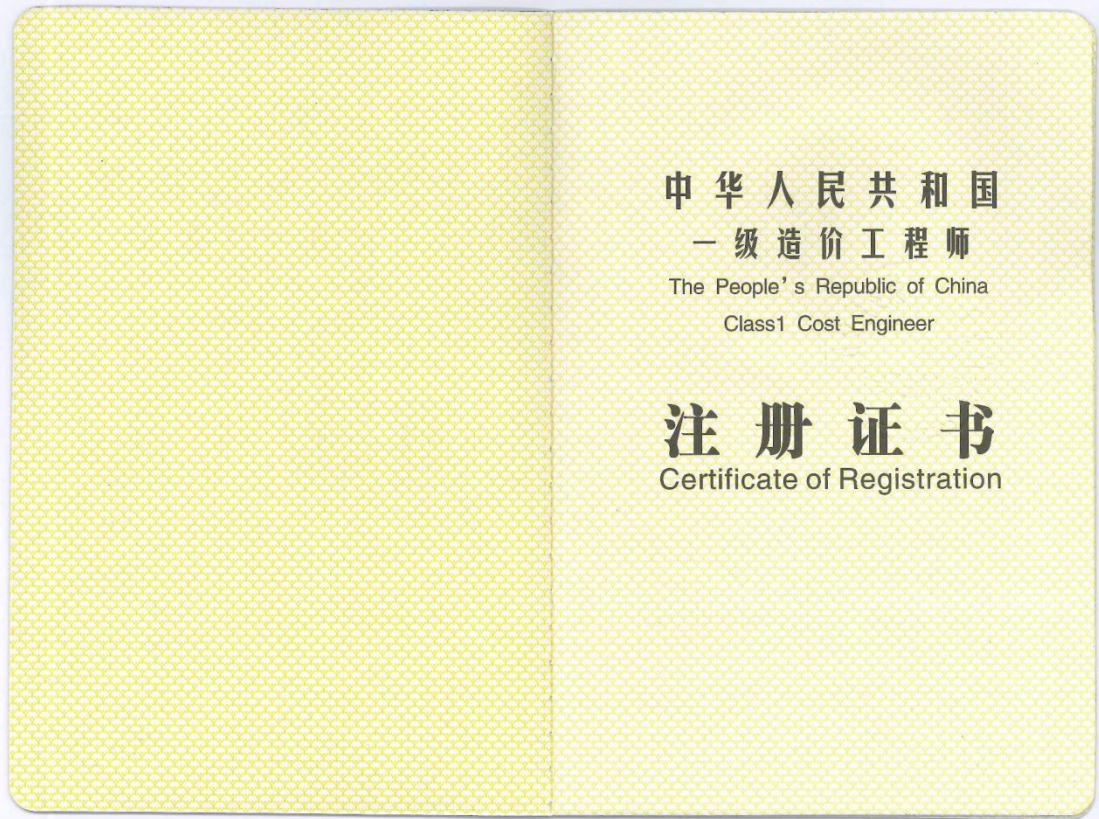 中华人民共和国
一级造价工程师
The People's Republic of China
Class1 Cost Engineer
注册证书
Certificate of Registration